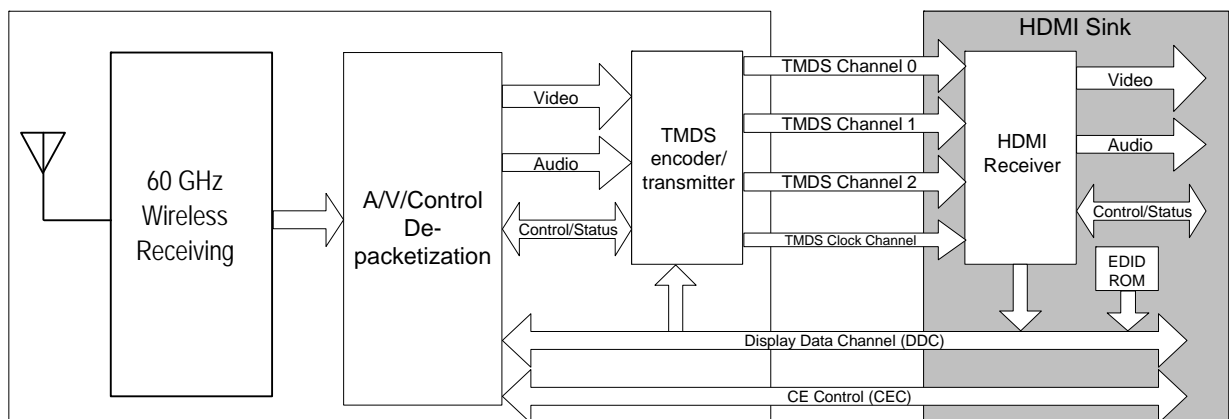 HDMI Sink
60 GHz
Wireless
Receiving
A/V/Control
De-
packetization
Video
Audio
Control/Status
TMDS
encoder/
transmitter
TMDS Channel 0
TMDS Channel 1
TMDS Channel 2
TMDS Clock Channel
HDMI
Receiver
Video
Audio
Control/Status
EDID
ROM
Display Data Channel (DDC)
CE Control (CEC)